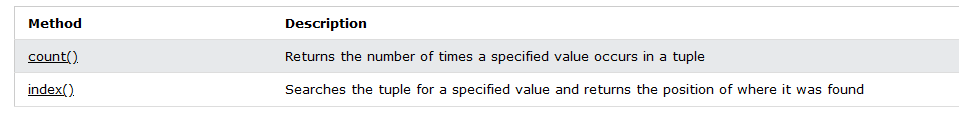 Method Description
count() Returns the number of times a specified value occurs in a tuple
index() Searches the tuple for a specified value and returns the position of where it was found